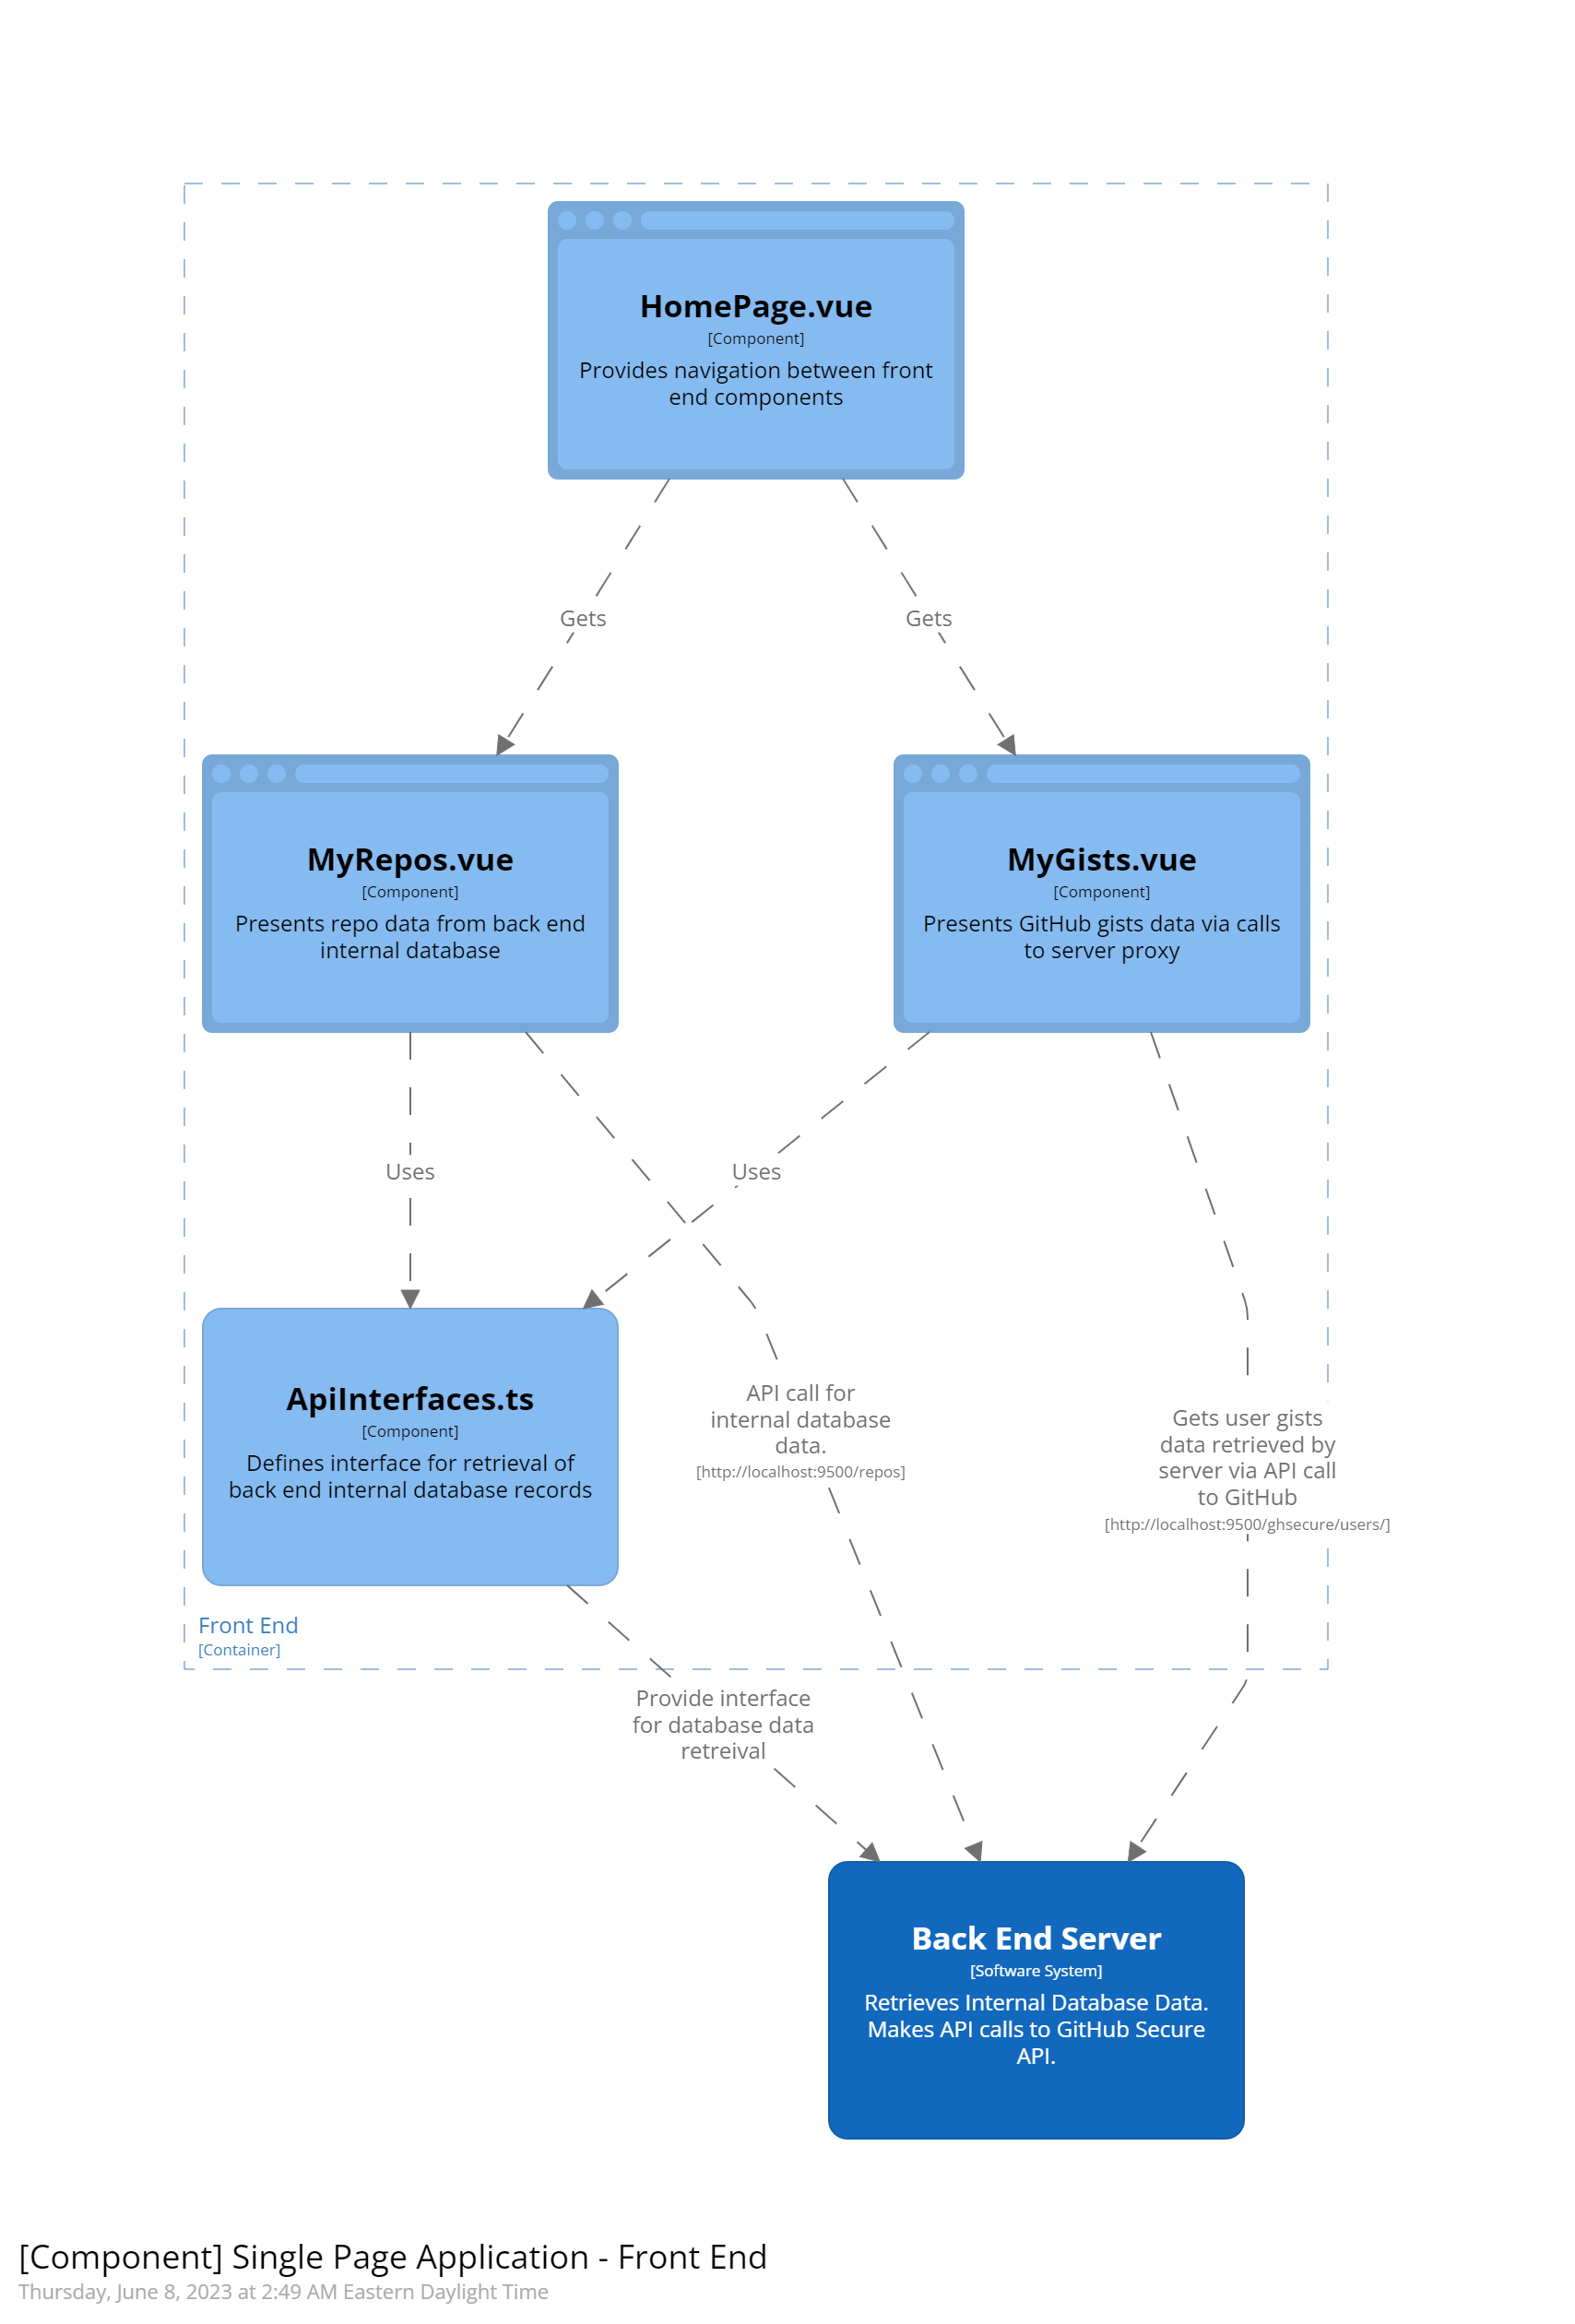 HomePage.vue
[Component]
Provides navigation between front
end components
Gets
Gets
MyRepos.vue
[Component]
Presents repo data from back end
internal database
MyGists.vue
[Component]
Presents GitHub gists data via calls
to server proxy
Uses
Uses
ApiInterfaces.ts
[Component]
Defines interface for retrieval of
back end internal database records
API call for
internal database
data.
[http://localhost:9500/repos]
Gets user gists
data retrieved by
server via API call
to GitHub
[http://localhost:9500/ghsecure/users/]
Front End
[Container]
Provide interface
for database data
retreival
Back End Server
[Software System]
Retrieves Internal Database Data.
Makes API calls to GitHub Secure
API.
[Component] Single Page Application - Front End
Thursday, June 8, 2023 at 2:49 AM Eastern Daylight Time